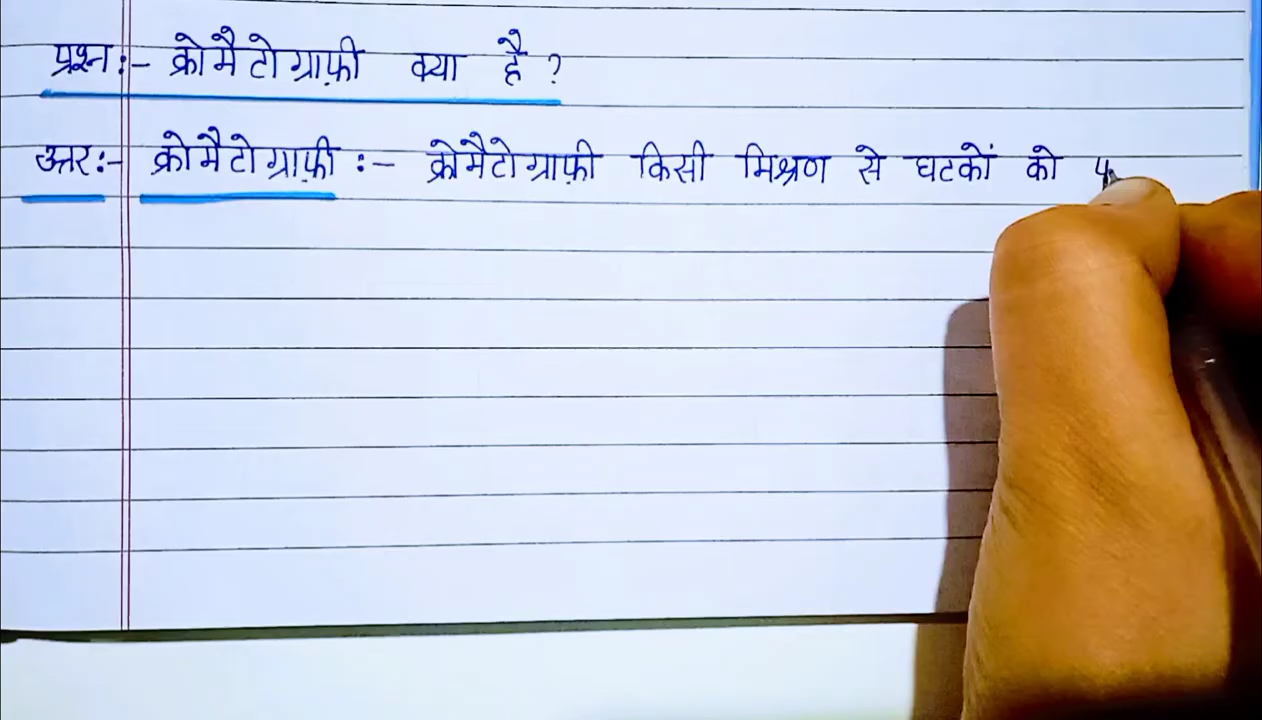 प्रश्न:- क्रोमैटोग्राफ़ी क्या है ?
उत्तर:- क्रोमैटोग्राफ़ी :- क्रोमैटोग्राफ़ी किसी मिश्रण से घटकों को